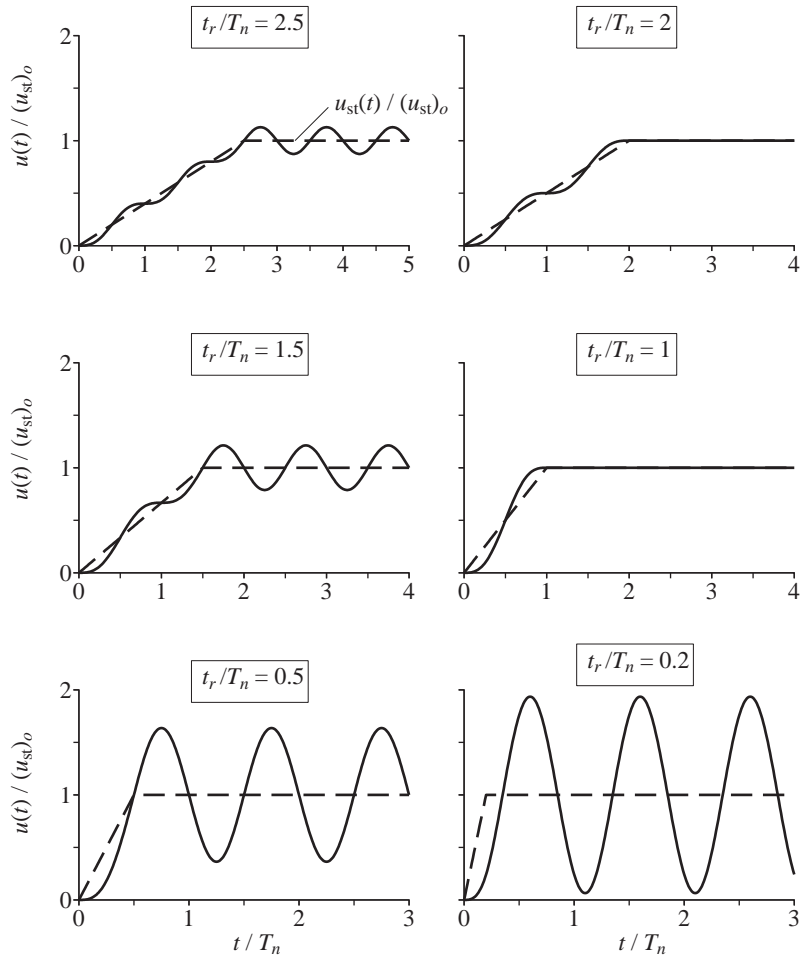 t_r/T_n = 2.5
t_r/T_n = 2
u(t) / (u_st)_o
2
1
0
u_st(t) / (u_st)_o
0 1 2 3 4 5
0 1 2 3 4
t_r/T_n = 1.5
t_r/T_n = 1
u(t) / (u_st)_o
2
1
0
0 1 2 3 4
0 1 2 3 4
t_r/T_n = 0.5
t_r/T_n = 0.2
u(t) / (u_st)_o
2
1
0
0 1 2 3
0 1 2 3
t / T_n
t / T_n